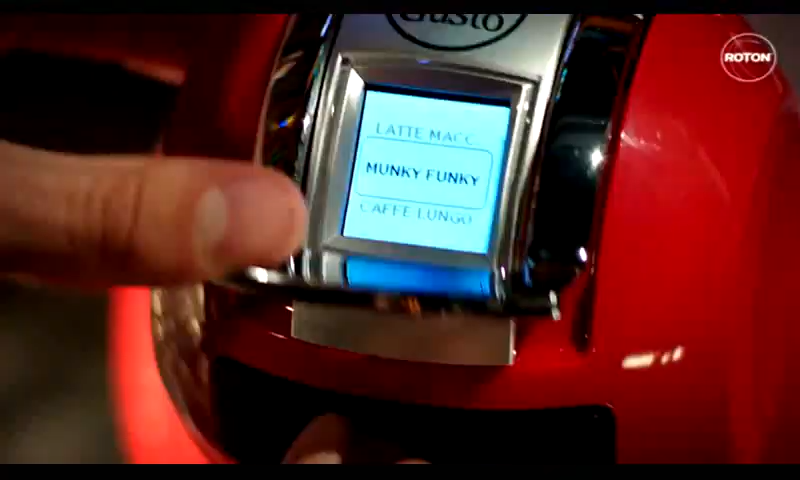 Gusto
ROTON
LATTE MACC
MUNKY FUNKY
CAFFE LUNGO